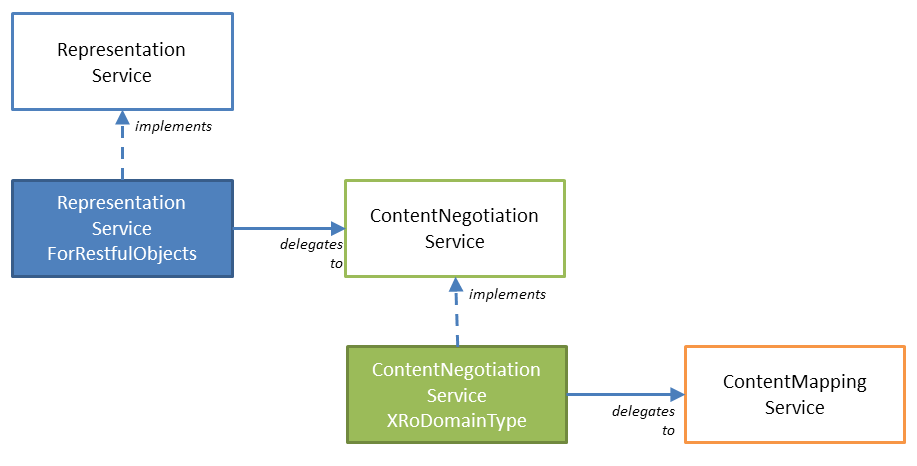 Representation
Service
implements
Representation
Service
ForRestfulObjects
delegates
to
ContentNegotiation
Service
implements
ContentNegotiation
Service
XRoDomainType
delegates
to
ContentMapping
Service